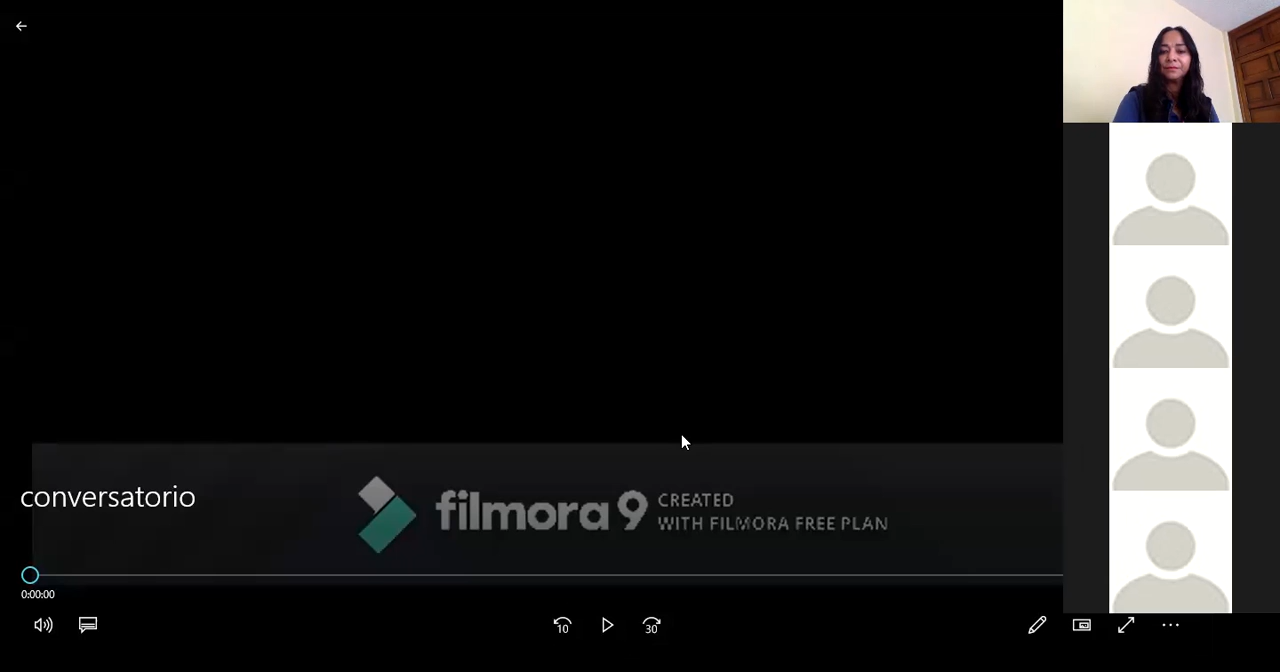 conversatorio
filmora 9 CREATED
WITH FILMORA FREE PLAN
0:00:00
10
30